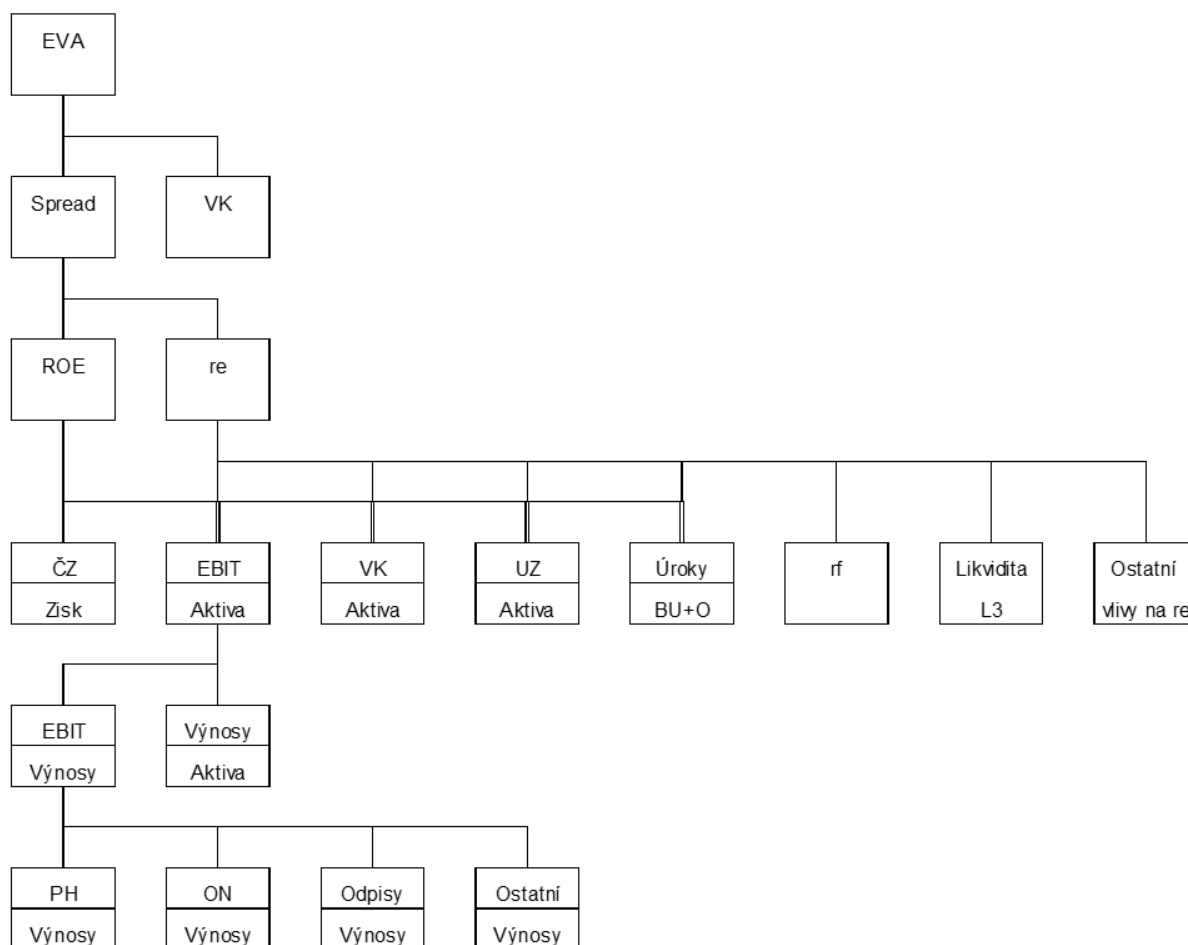 EVA
Spread
VK
ROE
re
ČZ
Zisk
EBIT
Aktiva
VK
Aktiva
UZ
Aktiva
Úroky
BU+O
rf
Likvidita
L3
Ostatní
vlivy na re
EBIT
Výnosy
Výnosy
Aktiva
PH
Výnosy
ON
Výnosy
Odpisy
Výnosy
Ostatní
Výnosy